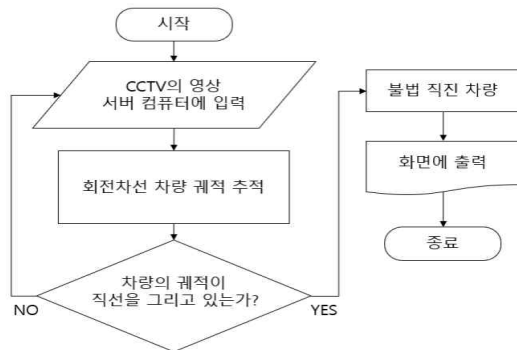 시작
CCTV의 영상
서버 컴퓨터에 입력
회전차선 차량 궤적 추적
차량의 궤적이
직선을 그리고 있는가?
NO
YES
불법 직진 차량
화면에 출력
종료